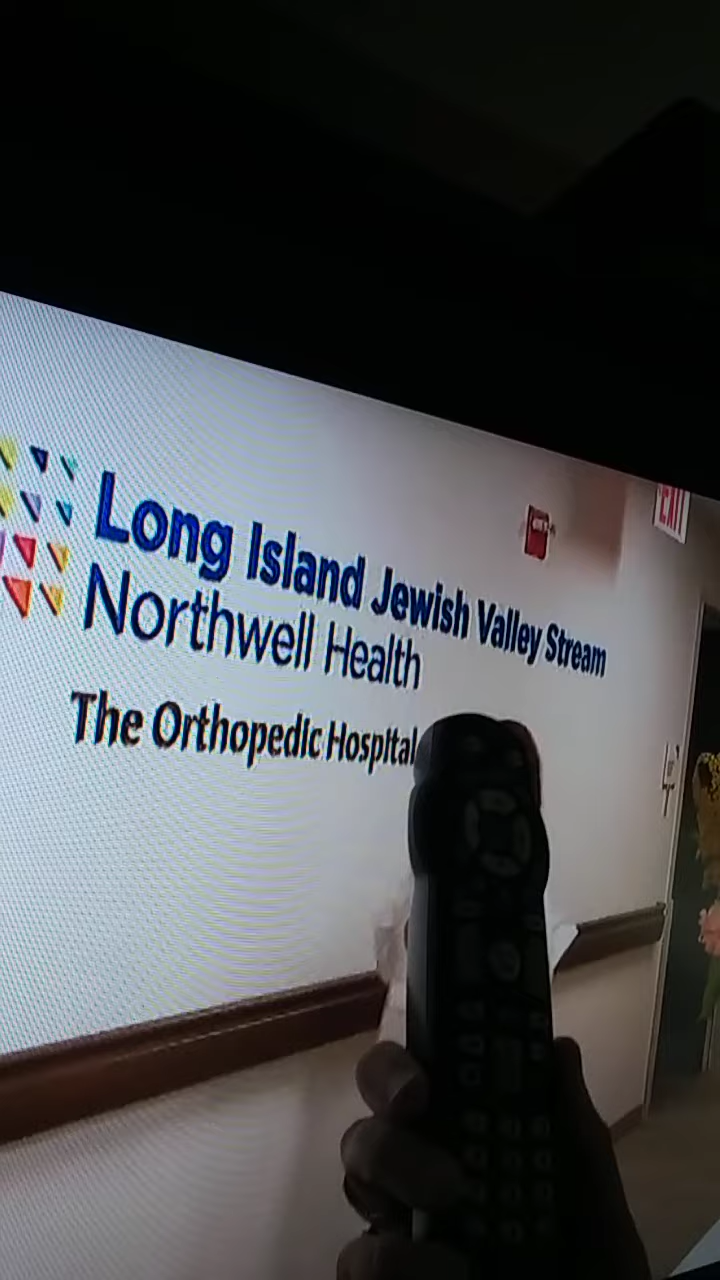 Long Island Jewish Valley Stream
Northwell Health
The Orthopedic Hospital
EXIT